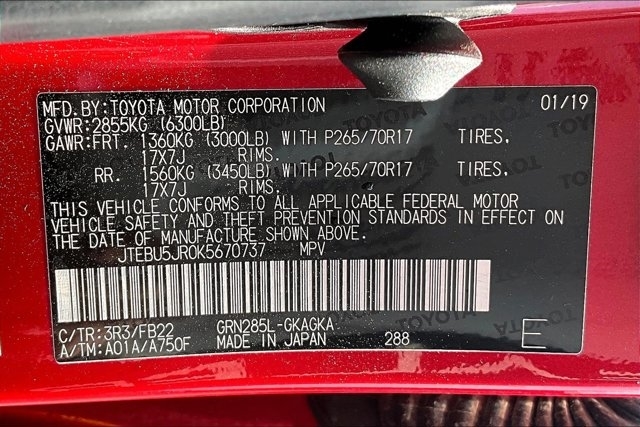 MFD.BY:TOYOTA MOTOR CORPORATION 01/19
GVWR:2855KG (6300LB)
GAWR:FRT. 1360KG (3000LB) WITH P265/70R17 TIRES,
17X7J RIMS.
RR. 1560KG (3450LB) WITH P265/70R17 TIRES,
17X7J RIMS.
THIS VEHICLE CONFORMS TO ALL APPLICABLE FEDERAL MOTOR
VEHICLE SAFETY AND THEFT PREVENTION STANDARDS IN EFFECT ON
THE DATE OF MANUFACTURE SHOWN ABOVE.
JTEBU5JR0K5670737 MPV
C/TR:3R3/FB22 GRN285L-GKAGKA
A/TM:A01A/A750F MADE IN JAPAN 288 E